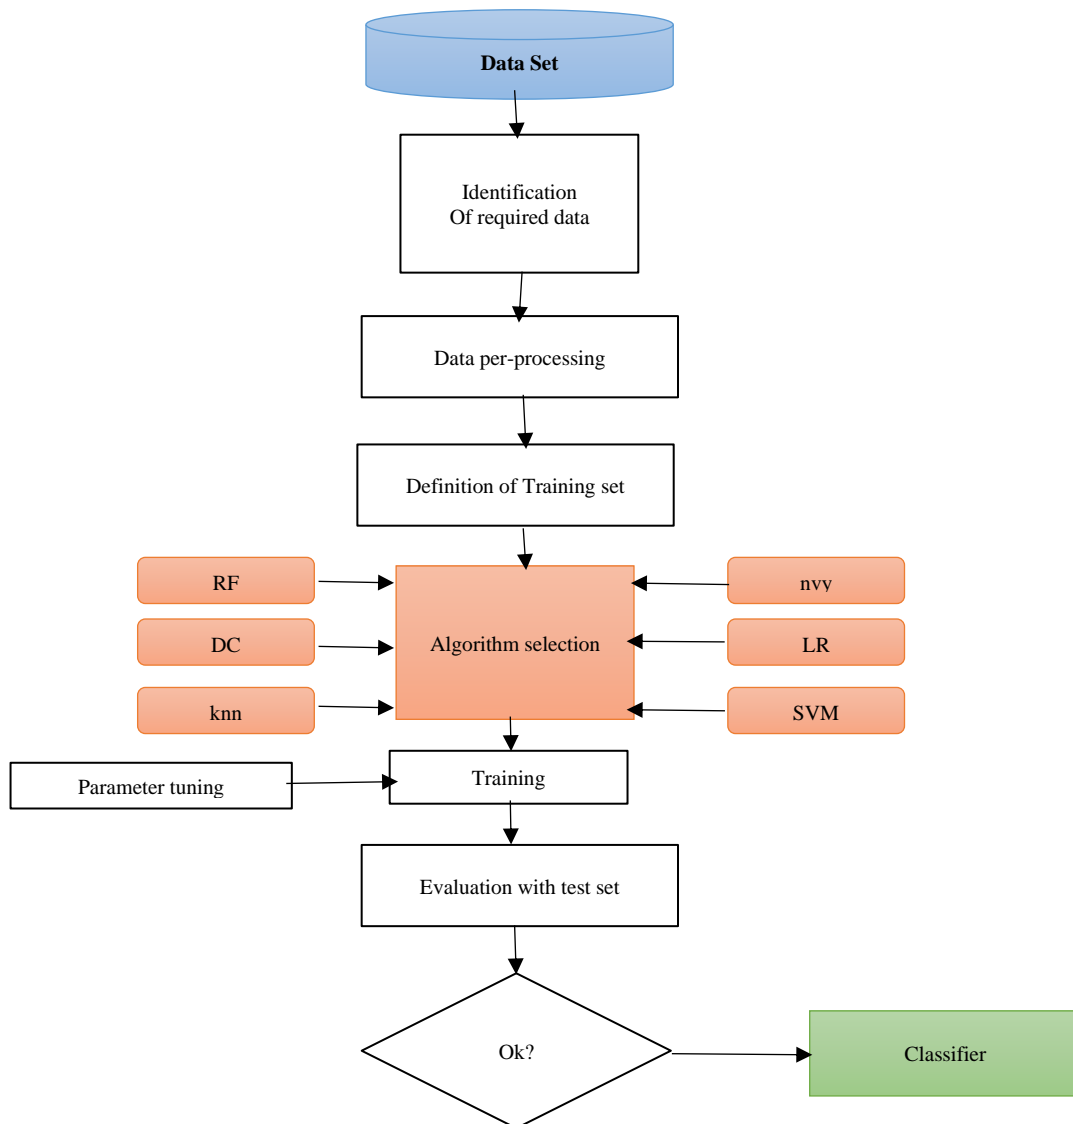 Data Set
Identification
Of required data
Data per-processing
Definition of Training set
RF
nvy
DC
Algorithm selection
LR
knn
SVM
Parameter tuning
Training
Evaluation with test set
Ok?
Classifier